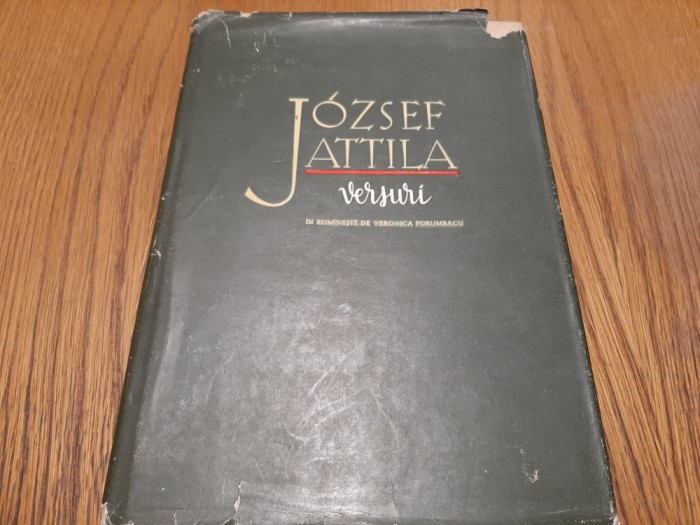 JÓZSEF
ATTILA
versuri
ÎN ROMÎNEȘTE DE VERONICA PORUMBACU